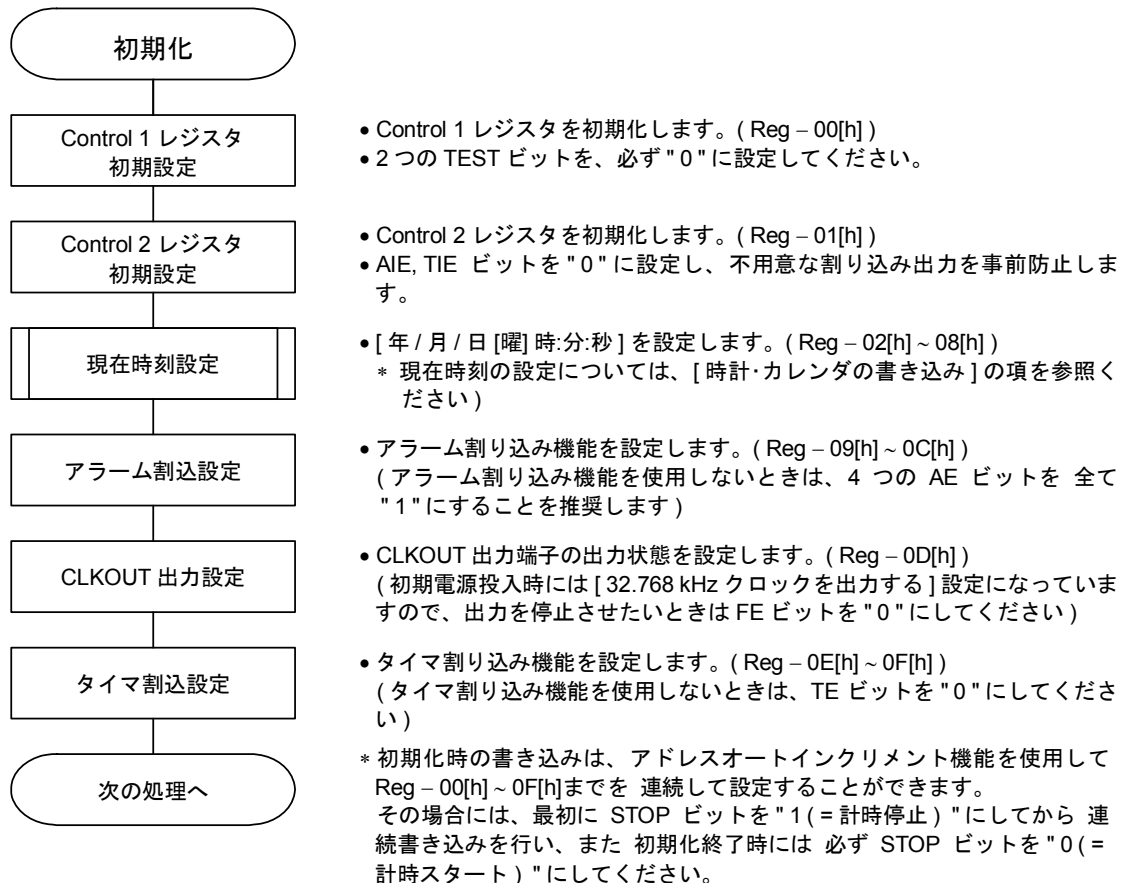 初期化
Control 1 レジスタ
初期設定
• Control 1 レジスタを初期化します。( Reg − 00[h] )
• 2 つの TEST ビットを、必ず " 0 " に設定してください。
Control 2 レジスタ
初期設定
• Control 2 レジスタを初期化します。( Reg − 01[h] )
• AIE, TIE ビットを " 0 " に設定し、不用意な割り込み出力を事前防止しま
す。
現在時刻設定
• [ 年 / 月 / 日 [曜] 時:分:秒 ] を設定します。( Reg − 02[h] ~ 08[h] )
* 現在時刻の設定については、[ 時計･カレンダの書き込み ] の項を参照く
ださい )
アラーム割込設定
• アラーム割り込み機能を設定します。( Reg − 09[h] ~ 0C[h] )
( アラーム割り込み機能を使用しないときは、4 つの AE ビットを 全て
" 1 " にすることを推奨します )
CLKOUT 出力設定
• CLKOUT 出力端子の出力状態を設定します。( Reg − 0D[h] )
( 初期電源投入時には [ 32.768 kHz クロックを出力する ] 設定になっていま
すので、出力を停止させたいときは FE ビットを " 0 " にしてください )
タイマ割込設定
• タイマ割り込み機能を設定します。( Reg − 0E[h] ~ 0F[h] )
( タイマ割り込み機能を使用しないときは、TE ビットを " 0 " にしてくださ
い )
次の処理へ
* 初期化時の書き込みは、アドレスオートインクリメント機能を使用して
Reg − 00[h] ~ 0F[h]までを 連続して設定することができます。
その場合には、最初に STOP ビットを " 1 ( = 計時停止 ) " にしてから 連
続書き込みを行い、また 初期化終了時には 必ず STOP ビットを " 0 ( =
計時スタート ) " にしてください。